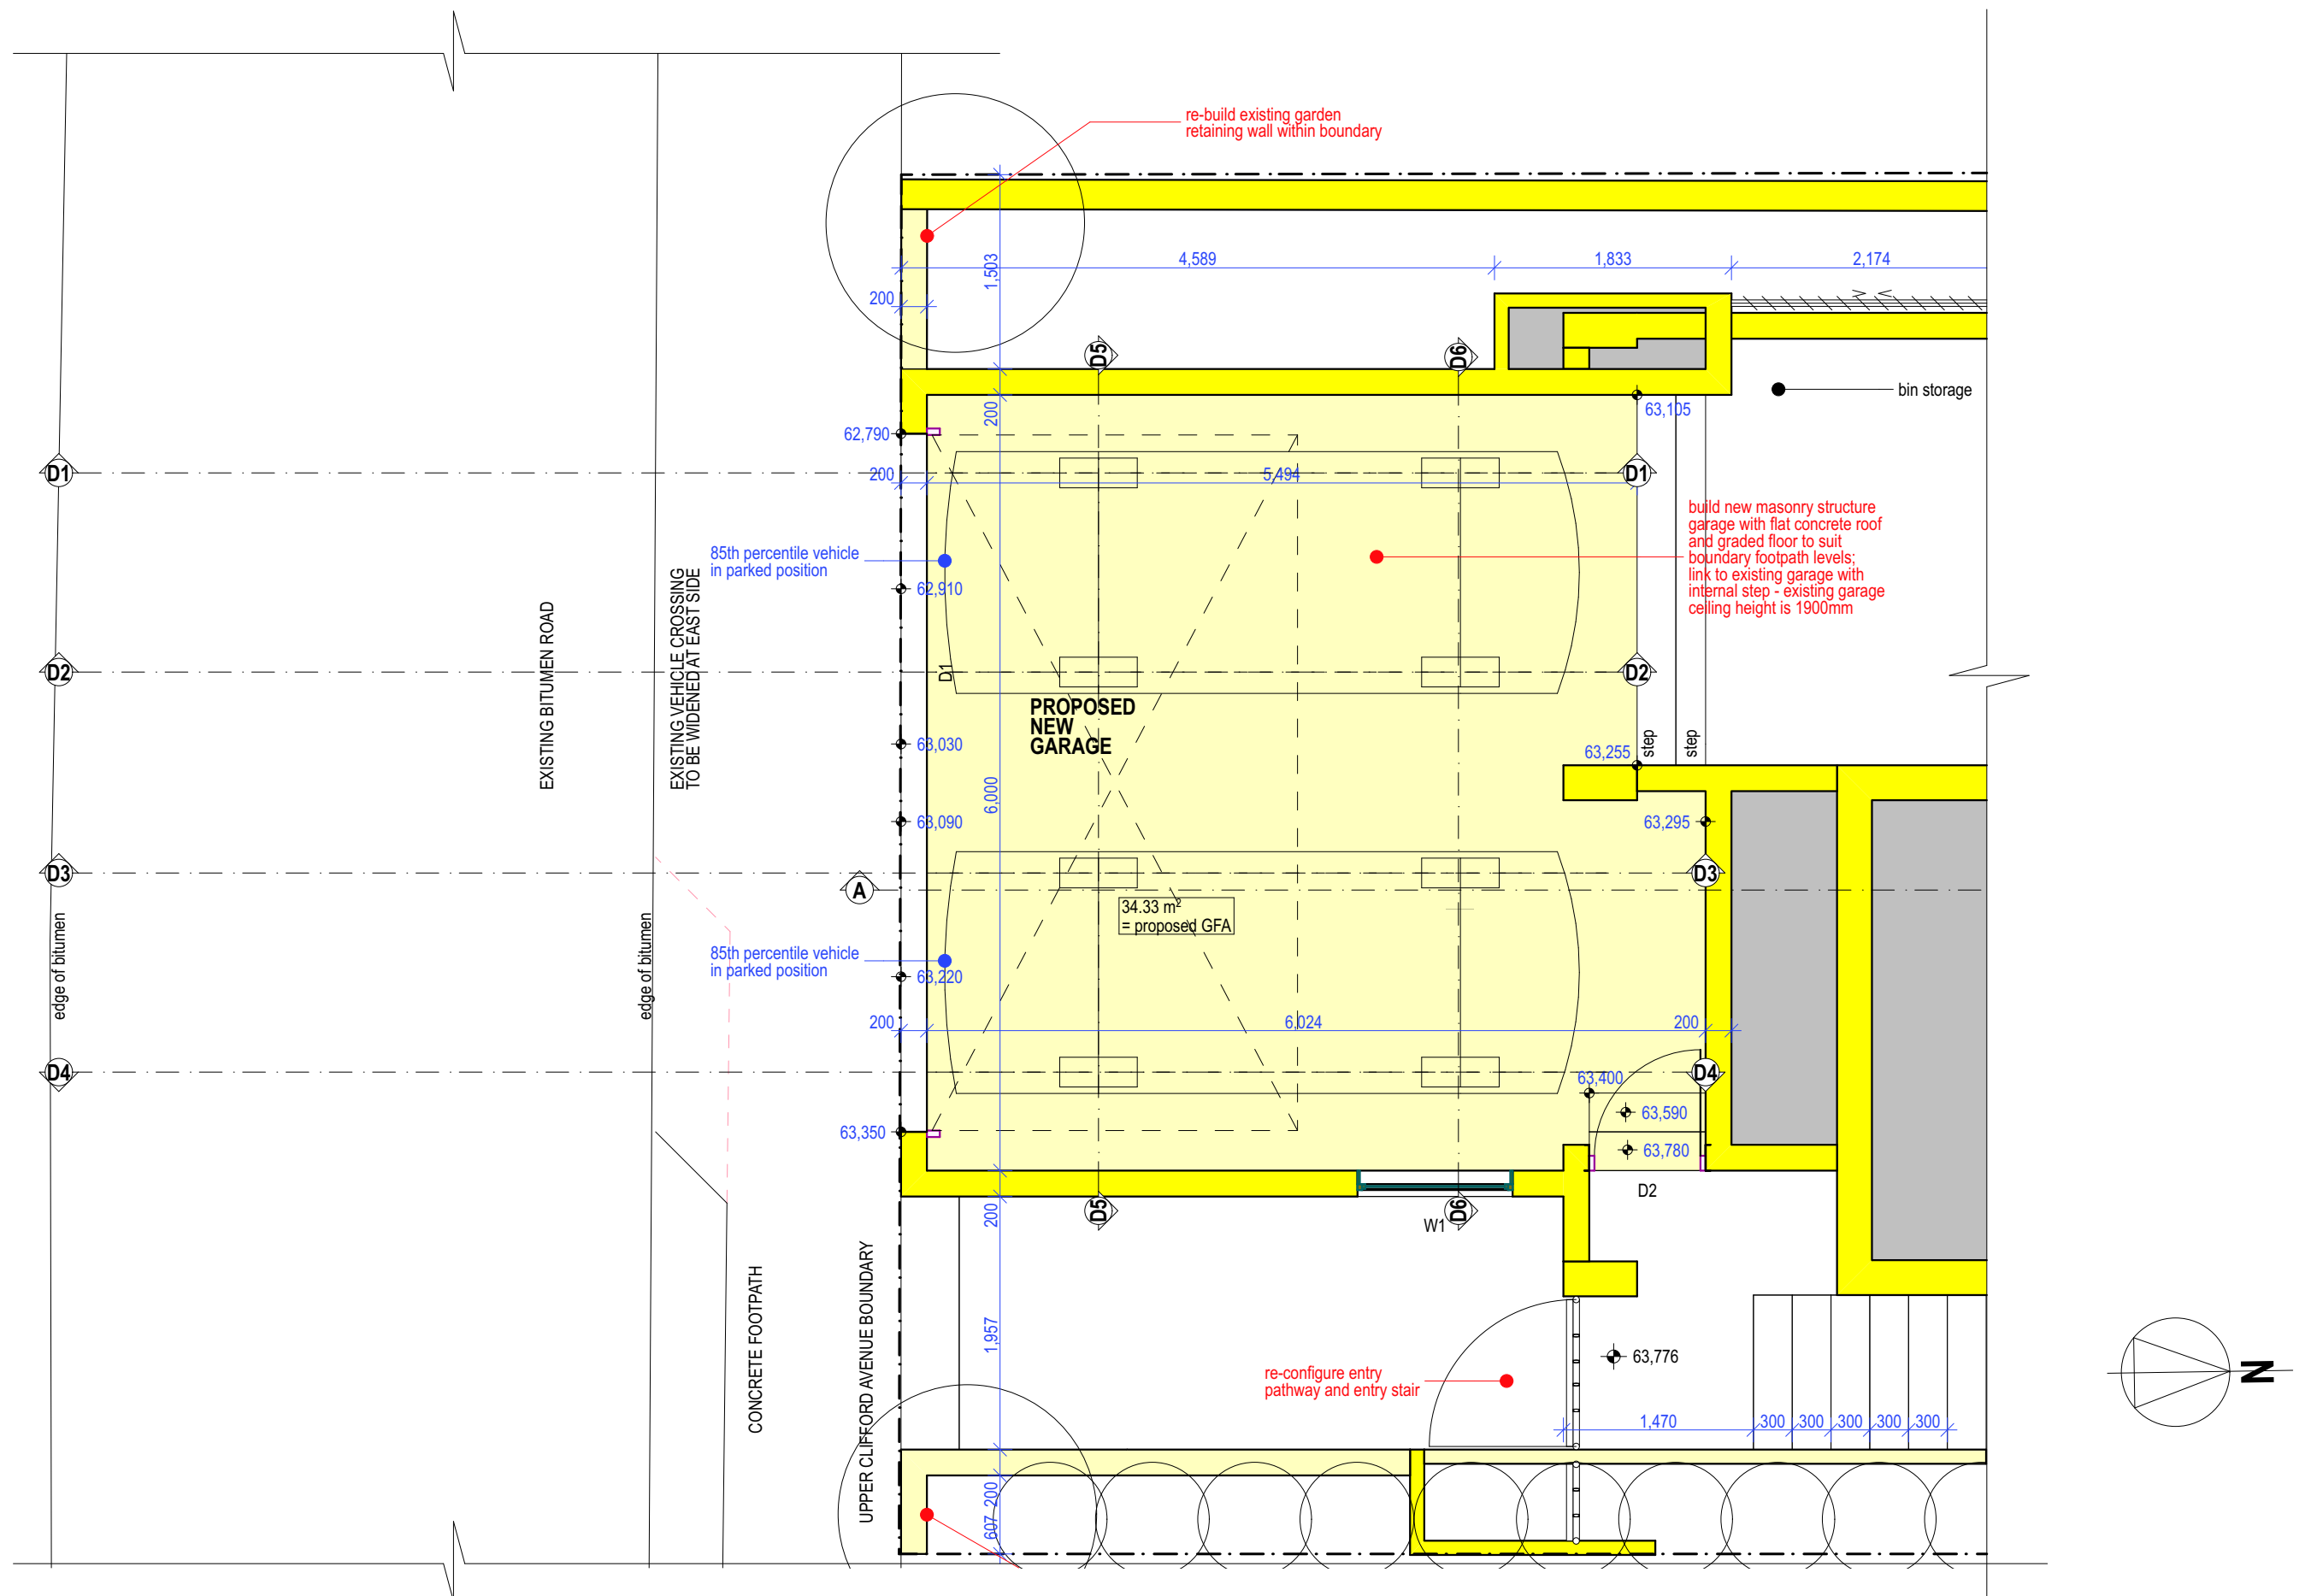 re-build existing garden
retaining wall within boundary
4,589
1,833
2,174
1,503
200
D5
D6
bin storage
200
63,105
62,790
D1
D1
200
5,494
build new masonry structure
garage with flat concrete roof
and graded floor to suit
boundary footpath levels;
link to existing garage with
internal step - existing garage
ceiling height is 1900mm
85th percentile vehicle
in parked position
62,910
EXISTING BITUMEN ROAD
EXISTING VEHICLE CROSSING
TO BE WIDENED AT EAST SIDE
D2
D1
D2
PROPOSED
NEW
GARAGE
63,030
63,255
step
step
6,000
63,090
63,295
D3
A
D3
34.33 m²
= proposed GFA
edge of bitumen
edge of bitumen
85th percentile vehicle
in parked position
63,220
200
6,024
200
D4
D4
63,400
63,590
63,350
63,780
D2
200
D5
W1
D6
CONCRETE FOOTPATH
UPPER CLIFFORD AVENUE BOUNDARY
1,957
63,776
re-configure entry
pathway and entry stair
1,470
300
300
300
300
300
N
200
607